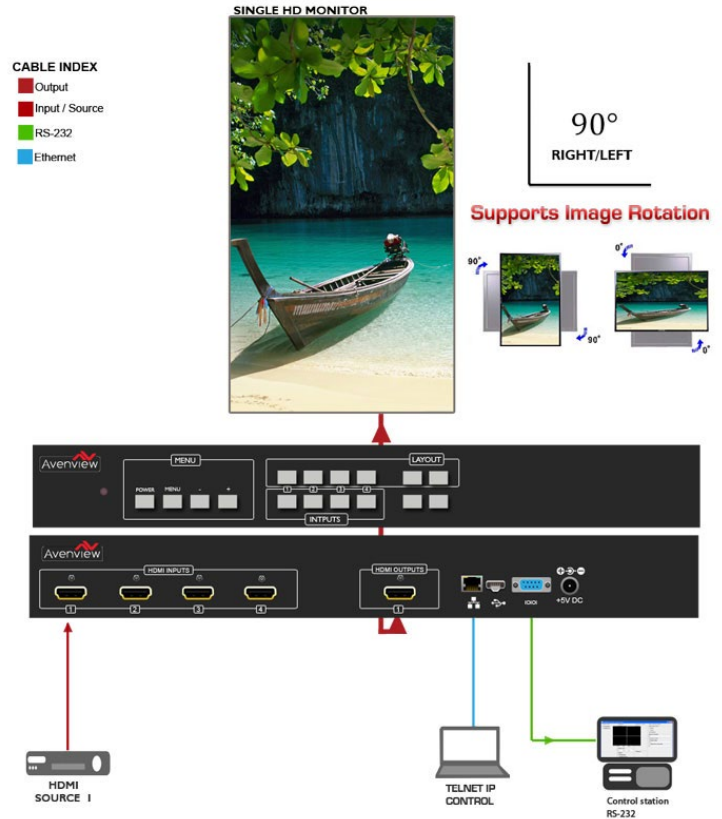 SINGLE HD MONITOR
CABLE INDEX
Output
Input / Source
RS-232
Ethernet
90°
RIGHT/LEFT
Supports Image Rotation
90°
90°
0°
0°
Avenview
MENU
POWER
MENU
-
+
LAYOUT
1
2
3
4
INTPUTS
Avenview
HDMI INPUTS
1
2
3
4
HDMI OUTPUTS
1
IOIOI
+5V DC
HDMI
SOURCE 1
TELNET IP
CONTROL
Control station
RS-232